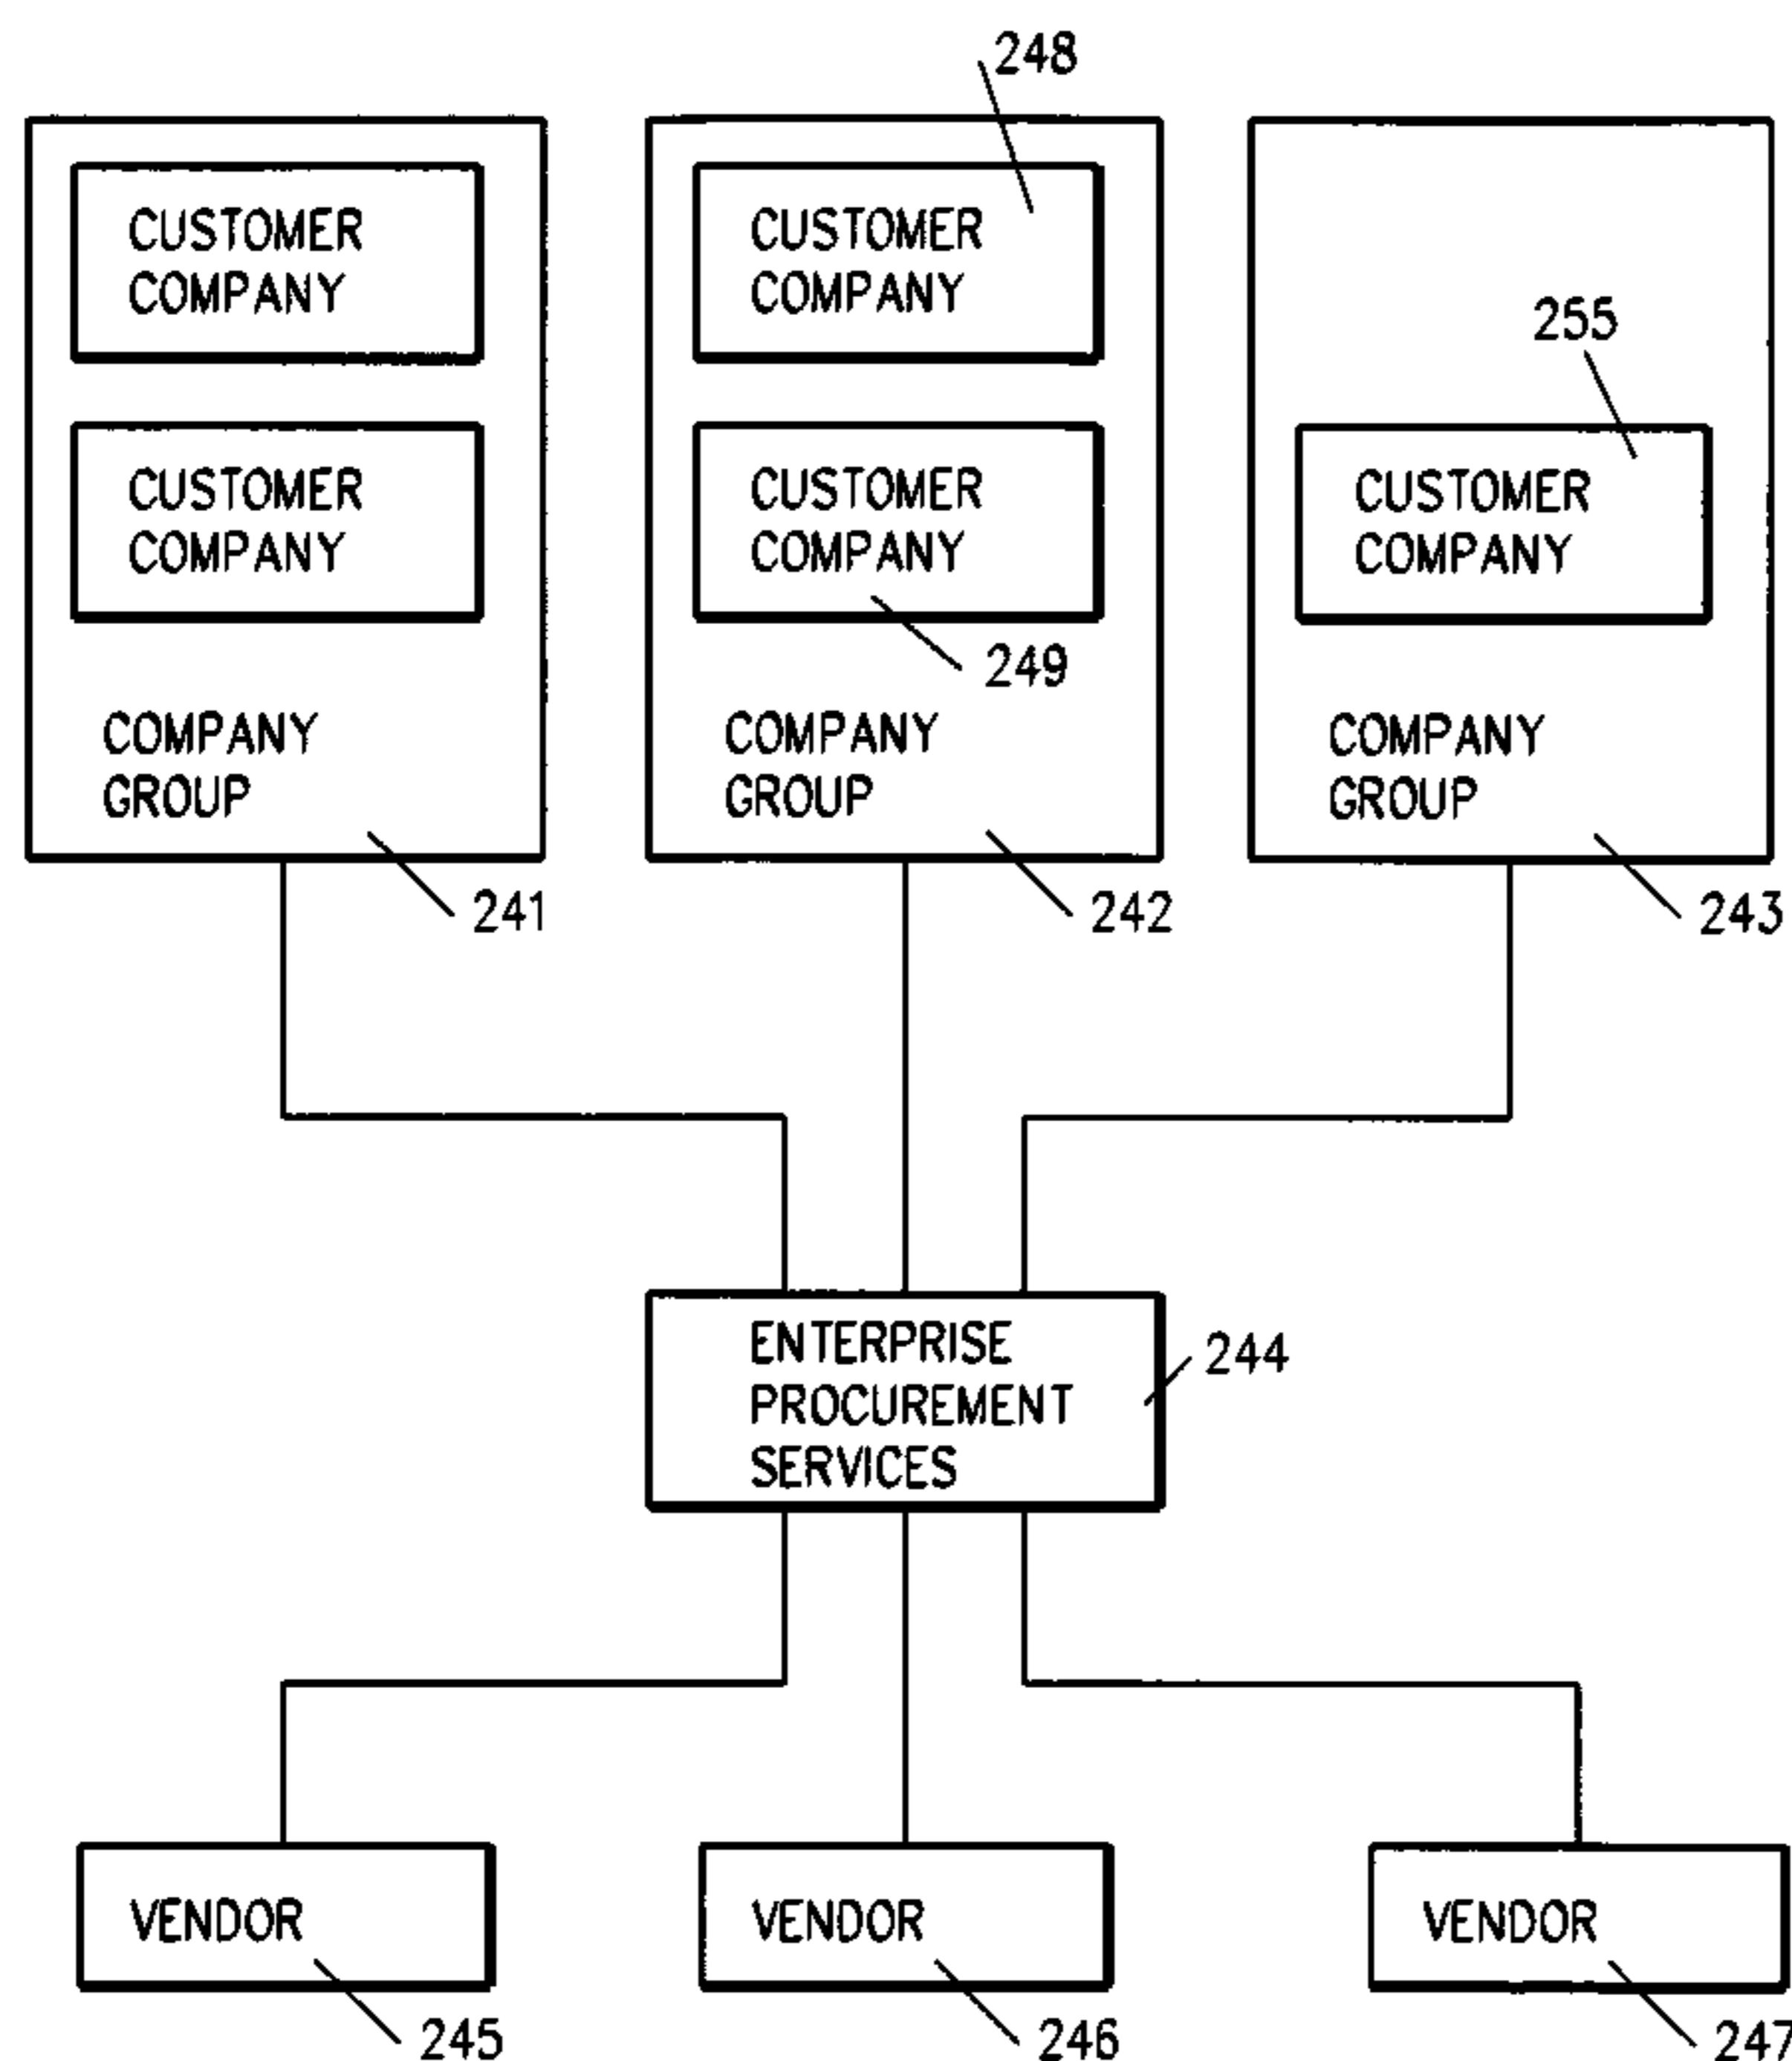 248
CUSTOMER
COMPANY
CUSTOMER
COMPANY
255
CUSTOMER
COMPANY
CUSTOMER
COMPANY
CUSTOMER
COMPANY
249
COMPANY
GROUP
COMPANY
GROUP
COMPANY
GROUP
241
242
243
ENTERPRISE
PROCUREMENT
SERVICES
244
VENDOR
VENDOR
VENDOR
245
246
247